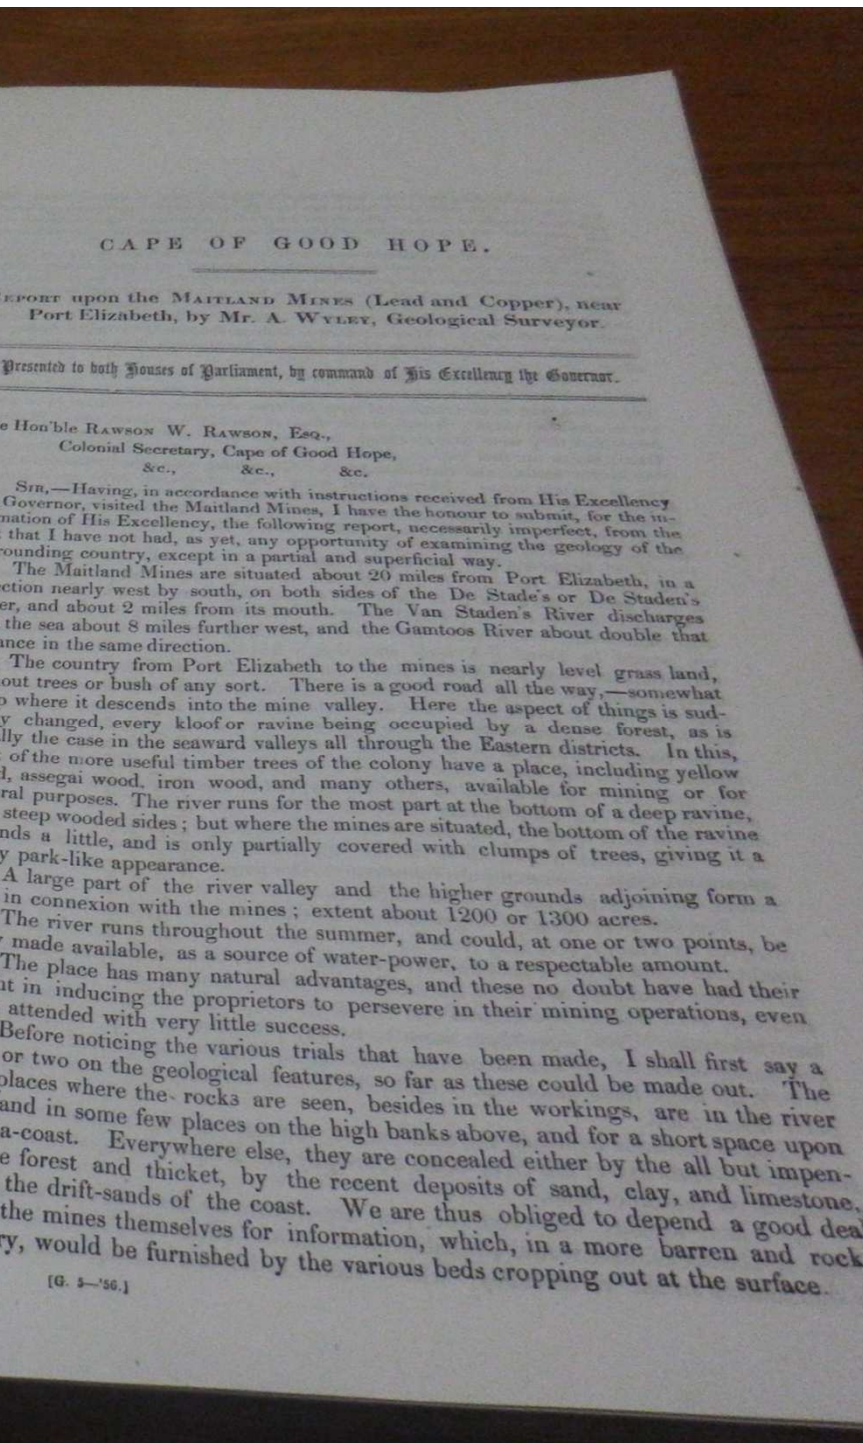 CAPE OF GOOD HOPE.
EPORT upon the MAITLAND MINES (Lead and Copper), near
Port Elizabeth, by Mr. A. WYLEY, Geological Surveyor.
Presented to both Houses of Parliament, by command of His Excellency the Governor.
e Hon'ble RAWSON W. RAWSON, ESQ.,
Colonial Secretary, Cape of Good Hope,
&c., &c., &c.
SIR,—Having, in accordance with instructions received from His Excellency
Governor, visited the Maitland Mines, I have the honour to submit, for the in-
mation of His Excellency, the following report, necessarily imperfect, from the
that I have not had, as yet, any opportunity of examining the geology of the
rounding country, except in a partial and superficial way.
The Maitland Mines are situated about 20 miles from Port Elizabeth, in a
ection nearly west by south, on both sides of the De Stade's or De Staden's
er, and about 2 miles from its mouth. The Van Staden's River discharges
the sea about 8 miles further west, and the Gamtoos River about double that
ance in the same direction.
The country from Port Elizabeth to the mines is nearly level grass land,
out trees or bush of any sort. There is a good road all the way,—somewhat
p where it descends into the mine valley. Here the aspect of things is sud-
y changed, every kloof or ravine being occupied by a dense forest, as is
lly the case in the seaward valleys all through the Eastern districts. In this,
of the more useful timber trees of the colony have a place, including yellow
d, assegai wood, iron wood, and many others, available for mining or for
ral purposes. The river runs for the most part at the bottom of a deep ravine,
steep wooded sides; but where the mines are situated, the bottom of the ravine
nds a little, and is only partially covered with clumps of trees, giving it a
y park-like appearance.
A large part of the river valley and the higher grounds adjoining form a
in connexion with the mines; extent about 1200 or 1300 acres.
The river runs throughout the summer, and could, at one or two points, be
y made available, as a source of water-power, to a respectable amount.
The place has many natural advantages, and these no doubt have had their
ht in inducing the proprietors to persevere in their mining operations, even
attended with very little success.
Before noticing the various trials that have been made, I shall first say a
or two on the geological features, so far as these could be made out. The
places where the rocks are seen, besides in the workings, are in the river
and in some few places on the high banks above, and for a short space upon
a-coast. Everywhere else, they are concealed either by the all but impen-
e forest and thicket, by the recent deposits of sand, clay, and limestone,
the drift-sands of the coast. We are thus obliged to depend a good deal
the mines themselves for information, which, in a more barren and rock
ry, would be furnished by the various beds cropping out at the surface.
[G. 5—'56.]